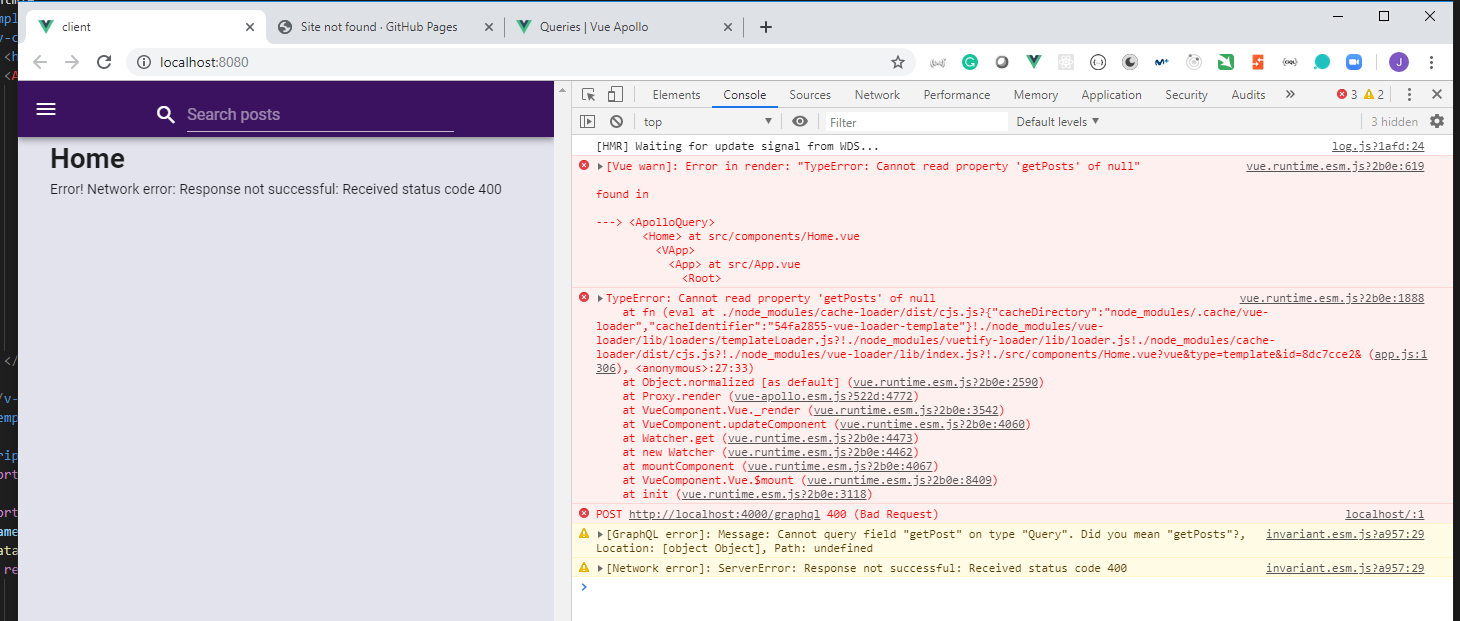 client
Site not found · GitHub Pages
Queries | Vue Apollo
localhost:8080
J
Search posts
Home
Error! Network error: Response not successful: Received status code 400
Elements
Console
Sources
Network
Performance
Memory
Application
Security
Audits
3
2
top
Filter
Default levels
3 hidden
[HMR] Waiting for update signal from WDS...
log.js?1afd:24
[Vue warn]: Error in render: "TypeError: Cannot read property 'getPosts' of null"
vue.runtime.esm.js?2b0e:619
found in
---> <ApolloQuery>
<Home> at src/components/Home.vue
<VApp>
<App> at src/App.vue
<Root>
TypeError: Cannot read property 'getPosts' of null
vue.runtime.esm.js?2b0e:1888
at fn (eval at ./node_modules/cache-loader/dist/cjs.js?{"cacheDirectory":"node_modules/.cache/vue-
loader","cacheIdentifier":"54fa2855-vue-loader-template"}!./node_modules/vue-
loader/lib/loaders/templateLoader.js?!./node_modules/vuetify-loader/lib/loader.js!./node_modules/cache-
loader/dist/cjs.js?!./node_modules/vue-loader/lib/index.js?!./src/components/Home.vue?vue&type=template&id=8dc7cce2& (app.js:1
306), <anonymous>:27:33)
at Object.normalized [as default] (vue.runtime.esm.js?2b0e:2590)
at Proxy.render (vue-apollo.esm.js?522d:4772)
at VueComponent.Vue._render (vue.runtime.esm.js?2b0e:3542)
at VueComponent.updateComponent (vue.runtime.esm.js?2b0e:4060)
at Watcher.get (vue.runtime.esm.js?2b0e:4473)
at new Watcher (vue.runtime.esm.js?2b0e:4462)
at mountComponent (vue.runtime.esm.js?2b0e:4067)
at VueComponent.Vue.$mount (vue.runtime.esm.js?2b0e:8409)
at init (vue.runtime.esm.js?2b0e:3118)
POST http://localhost:4000/graphql 400 (Bad Request)
localhost/:1
[GraphQL error]: Message: Cannot query field "getPost" on type "Query". Did you mean "getPosts"?,
Location: [object Object], Path: undefined
invariant.esm.js?a957:29
[Network error]: ServerError: Response not successful: Received status code 400
invariant.esm.js?a957:29